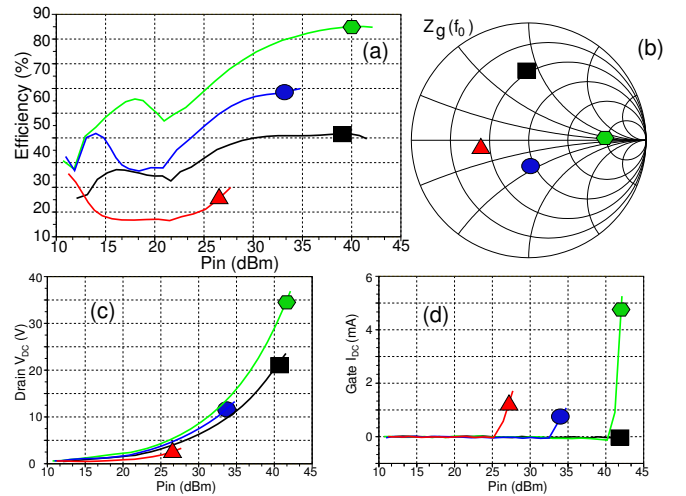 90
80
70
60
50
40
30
20
10
Efficiency (%)
(a)
10 15 20 25 30 35 40 45
Pin (dBm)
Zg(f0)
(b)
40
30
20
10
0
Drain VDC (V)
(c)
10 15 20 25 30 35 40 45
Pin (dBm)
6
4
2
0
Gate IDC (mA)
(d)
10 15 20 25 30 35 40 45
Pin (dBm)